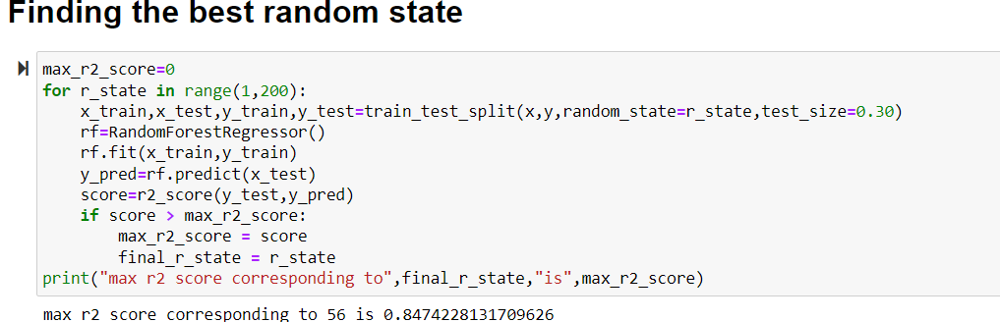 Finding the best random state
max_r2_score=0
for r_state in range(1,200):
    x_train,x_test,y_train,y_test=train_test_split(x,y,random_state=r_state,test_size=0.30)
    rf=RandomForestRegressor()
    rf.fit(x_train,y_train)
    y_pred=rf.predict(x_test)
    score=r2_score(y_test,y_pred)
    if score > max_r2_score:
        max_r2_score = score
        final_r_state = r_state
print("max r2 score corresponding to",final_r_state,"is",max_r2_score)
max r2 score corresponding to 56 is 0.8474228131709626